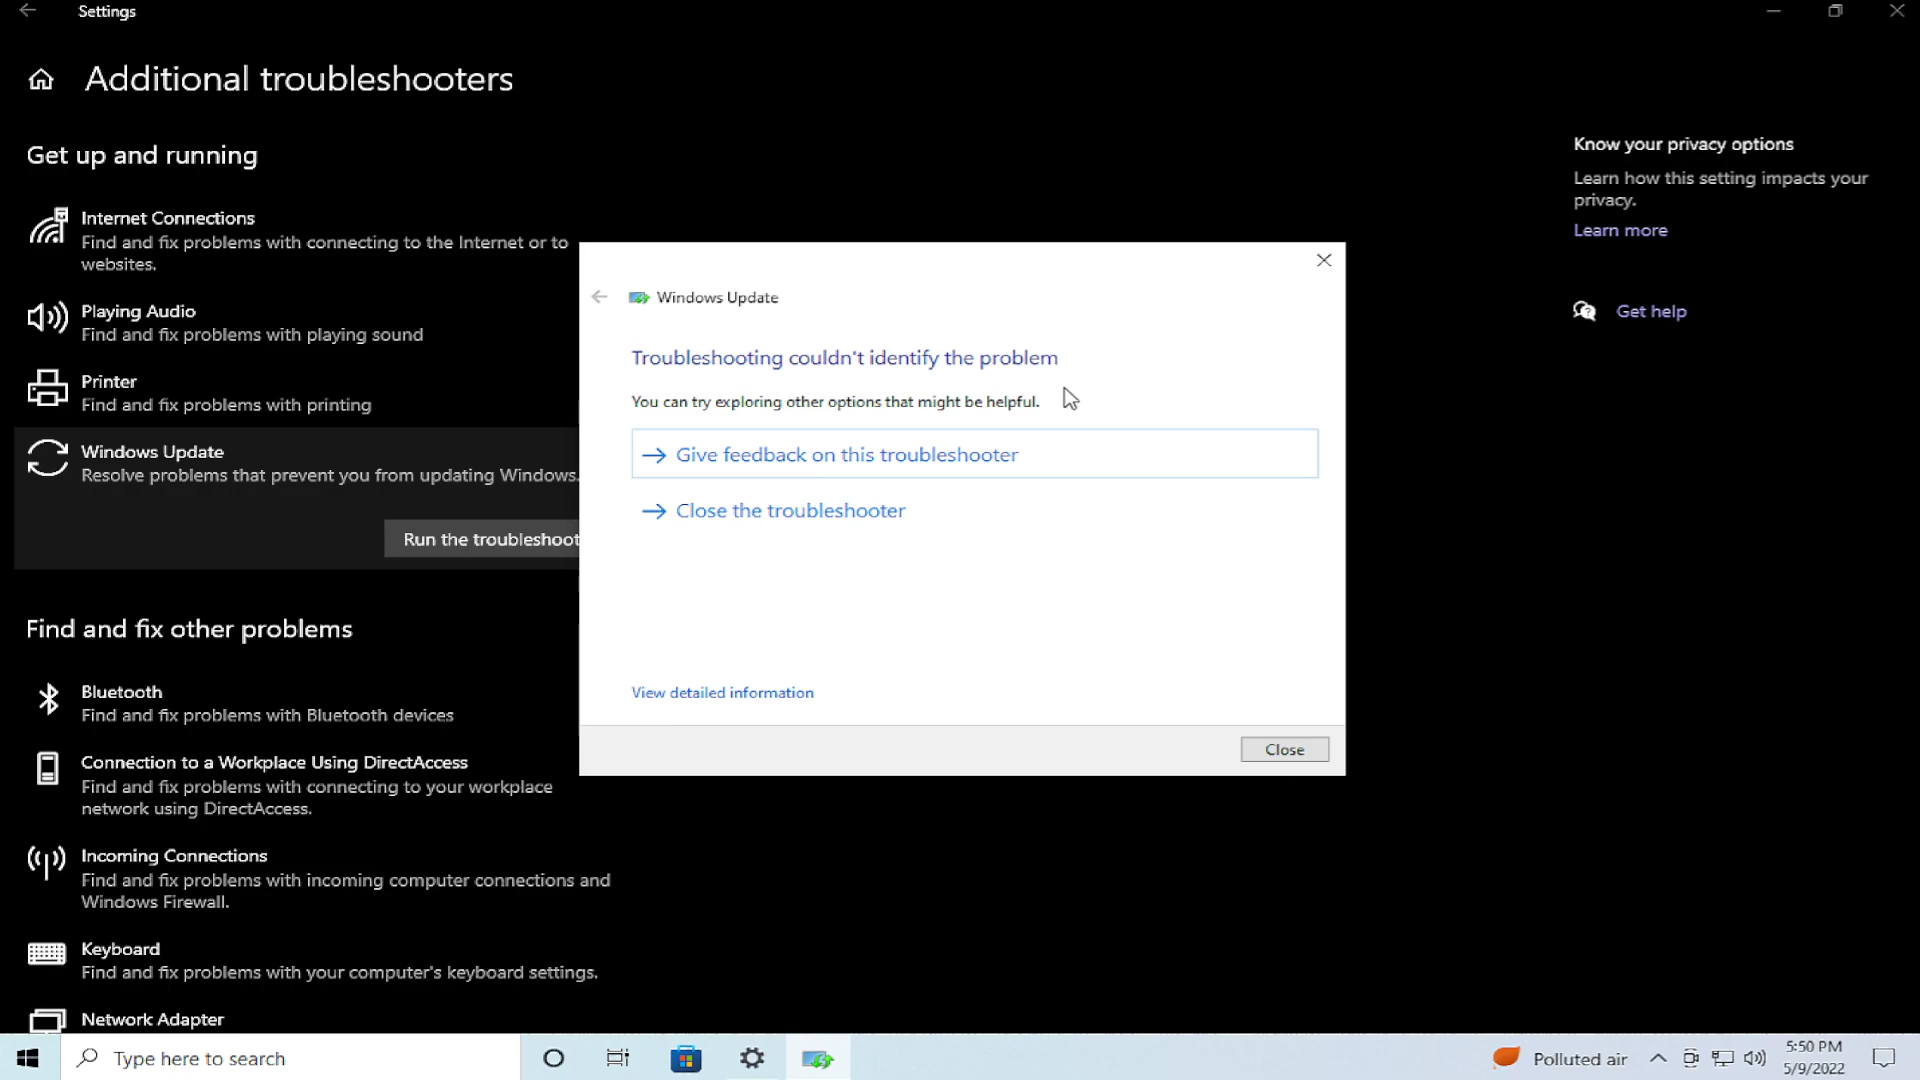 Settings
Additional troubleshooters
Get up and running
Internet Connections
Find and fix problems with connecting to the Internet or to
websites.
Playing Audio
Find and fix problems with playing sound
Printer
Find and fix problems with printing
Windows Update
Resolve problems that prevent you from updating Windows.
Run the troubleshoot
Find and fix other problems
Bluetooth
Find and fix problems with Bluetooth devices
Connection to a Workplace Using DirectAccess
Find and fix problems with connecting to your workplace
network using DirectAccess.
Incoming Connections
Find and fix problems with incoming computer connections and
Windows Firewall.
Keyboard
Find and fix problems with your computer's keyboard settings.
Network Adapter
Windows Update
Troubleshooting couldn't identify the problem
You can try exploring other options that might be helpful.
Give feedback on this troubleshooter
Close the troubleshooter
View detailed information
Close
Know your privacy options
Learn how this setting impacts your
privacy.
Learn more
Get help
Type here to search
Polluted air
5:50 PM
5/9/2022